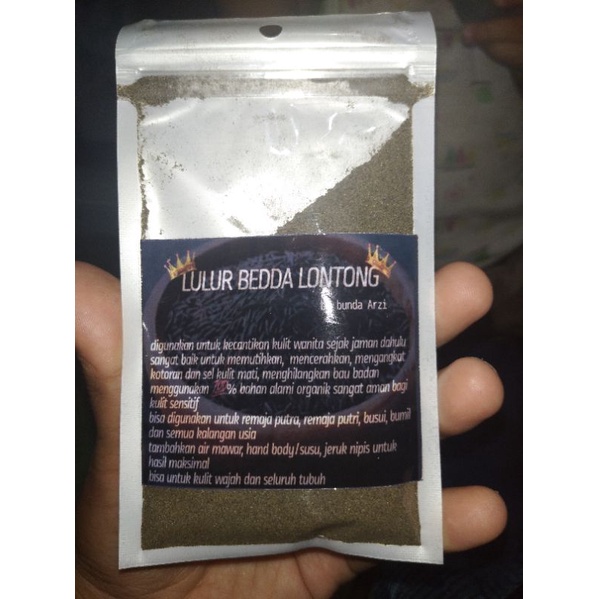 LULUR BEDDA LONTONG
bunda Arzi
digunakan untuk kecantikan kulit wanita sejak jaman dahulu
sangat baik untuk memutihkan, mencerahkan, mengangkat
kotoran dan sel kulit mati, menghilangkan bau badan
menggunakan 💯% bahan alami organik sangat aman bagi
kulit sensitif
bisa digunakan untuk remaja putra, remaja putri, busui, bumil
dan semua kalangan usia
tambahkan air mawar, hand body/susu, jeruk nipis untuk
hasil maksimal
bisa untuk kulit wajah dan seluruh tubuh